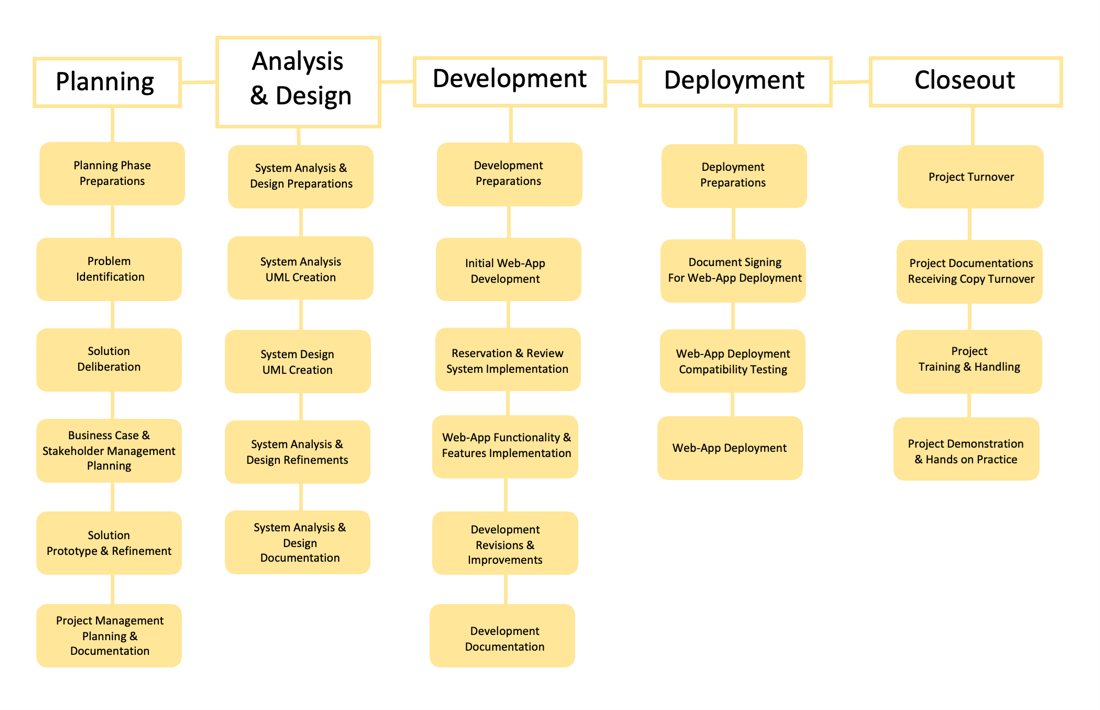 Planning
Analysis
& Design
Development
Deployment
Closeout
Planning Phase
Preparations
Problem
Identification
Solution
Deliberation
Business Case &
Stakeholder Management
Planning
Solution
Prototype & Refinement
Project Management
Planning &
Documentation
System Analysis &
Design Preparations
System Analysis
UML Creation
System Design
UML Creation
System Analysis &
Design Refinements
System Analysis &
Design
Documentation
Development
Preparations
Initial Web-App
Development
Reservation & Review
System Implementation
Web-App Functionality &
Features Implementation
Development
Revisions &
Improvements
Development
Documentation
Deployment
Preparations
Document Signing
For Web-App Deployment
Web-App Deployment
Compatibility Testing
Web-App Deployment
Project Turnover
Project Documentations
Receiving Copy Turnover
Project
Training & Handling
Project Demonstration
& Hands on Practice